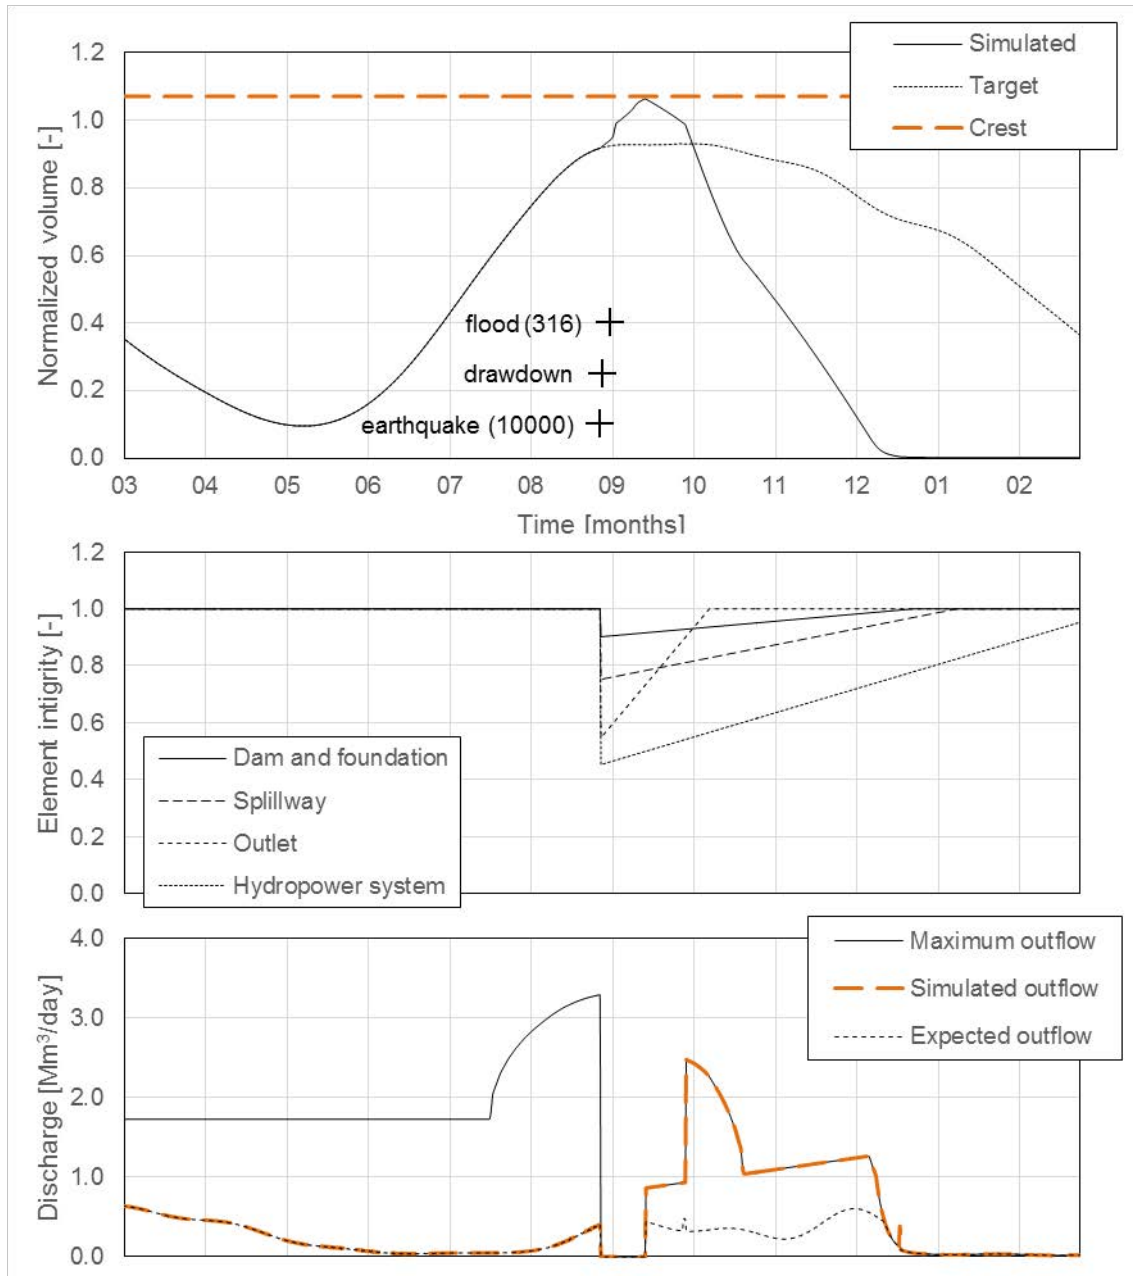 Simulated
Target
Crest
Normalized volume [-]
1.2
1.0
0.8
0.6
0.4
0.2
0.0
flood (316)
drawdown
earthquake (10000)
03 04 05 06 07 08 09 10 11 12 01 02
Time [months]
Element intigrity [-]
1.2
1.0
0.8
0.6
0.4
0.2
0.0
Dam and foundation
Splillway
Outlet
Hydropower system
Discharge [Mm³/day]
4.0
3.0
2.0
1.0
0.0
Maximum outflow
Simulated outflow
Expected outflow